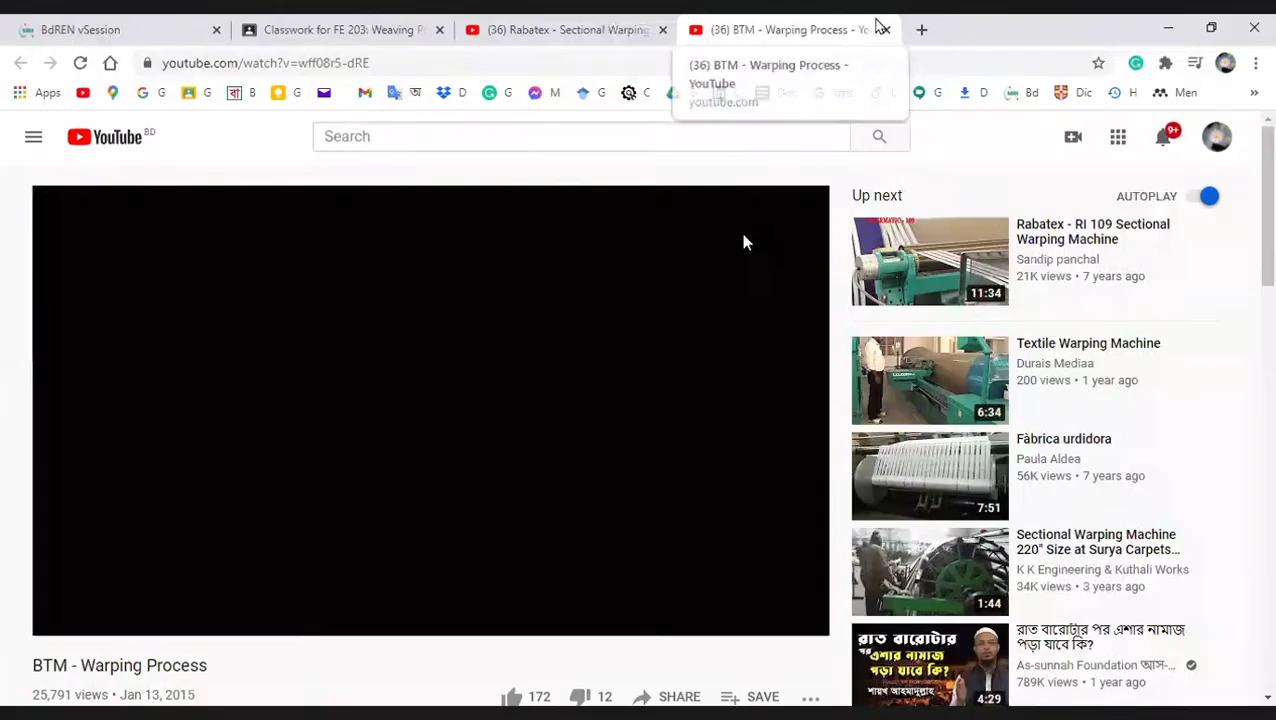 BdREN vSession
Classwork for FE 203: Weaving P
(36) Rabatex - Sectional Warping
(36) BTM - Warping Process - Yo
youtube.com/watch?v=wff08r5-dRE
(36) BTM - Warping Process -
YouTube
youtube.com
Apps
G
বা
B
অ
D
G
M
G
C
G
D
Bd
Dic
H
Men
YouTube BD
Search
9+
Up next
AUTOPLAY
Rabatex - RI 109 Sectional
Warping Machine
Sandip panchal
21K views • 7 years ago
11:34
Textile Warping Machine
Durais Mediaa
200 views • 1 year ago
6:34
Fàbrica urdidora
Paula Aldea
56K views • 7 years ago
7:51
Sectional Warping Machine
220" Size at Surya Carpets...
K K Engineering & Kuthali Works
34K views • 3 years ago
1:44
রাত বারোটার পর এশার নামাজ
পড়া যাবে কি?
As-sunnah Foundation আস-...
789K views • 1 year ago
রাত বারোটার
পর এশার নামাজ
পড়া যাবে কি?
শায়খ আহমাদুল্লাহ
4:29
BTM - Warping Process
25,791 views • Jan 13, 2015
172
12
SHARE
SAVE